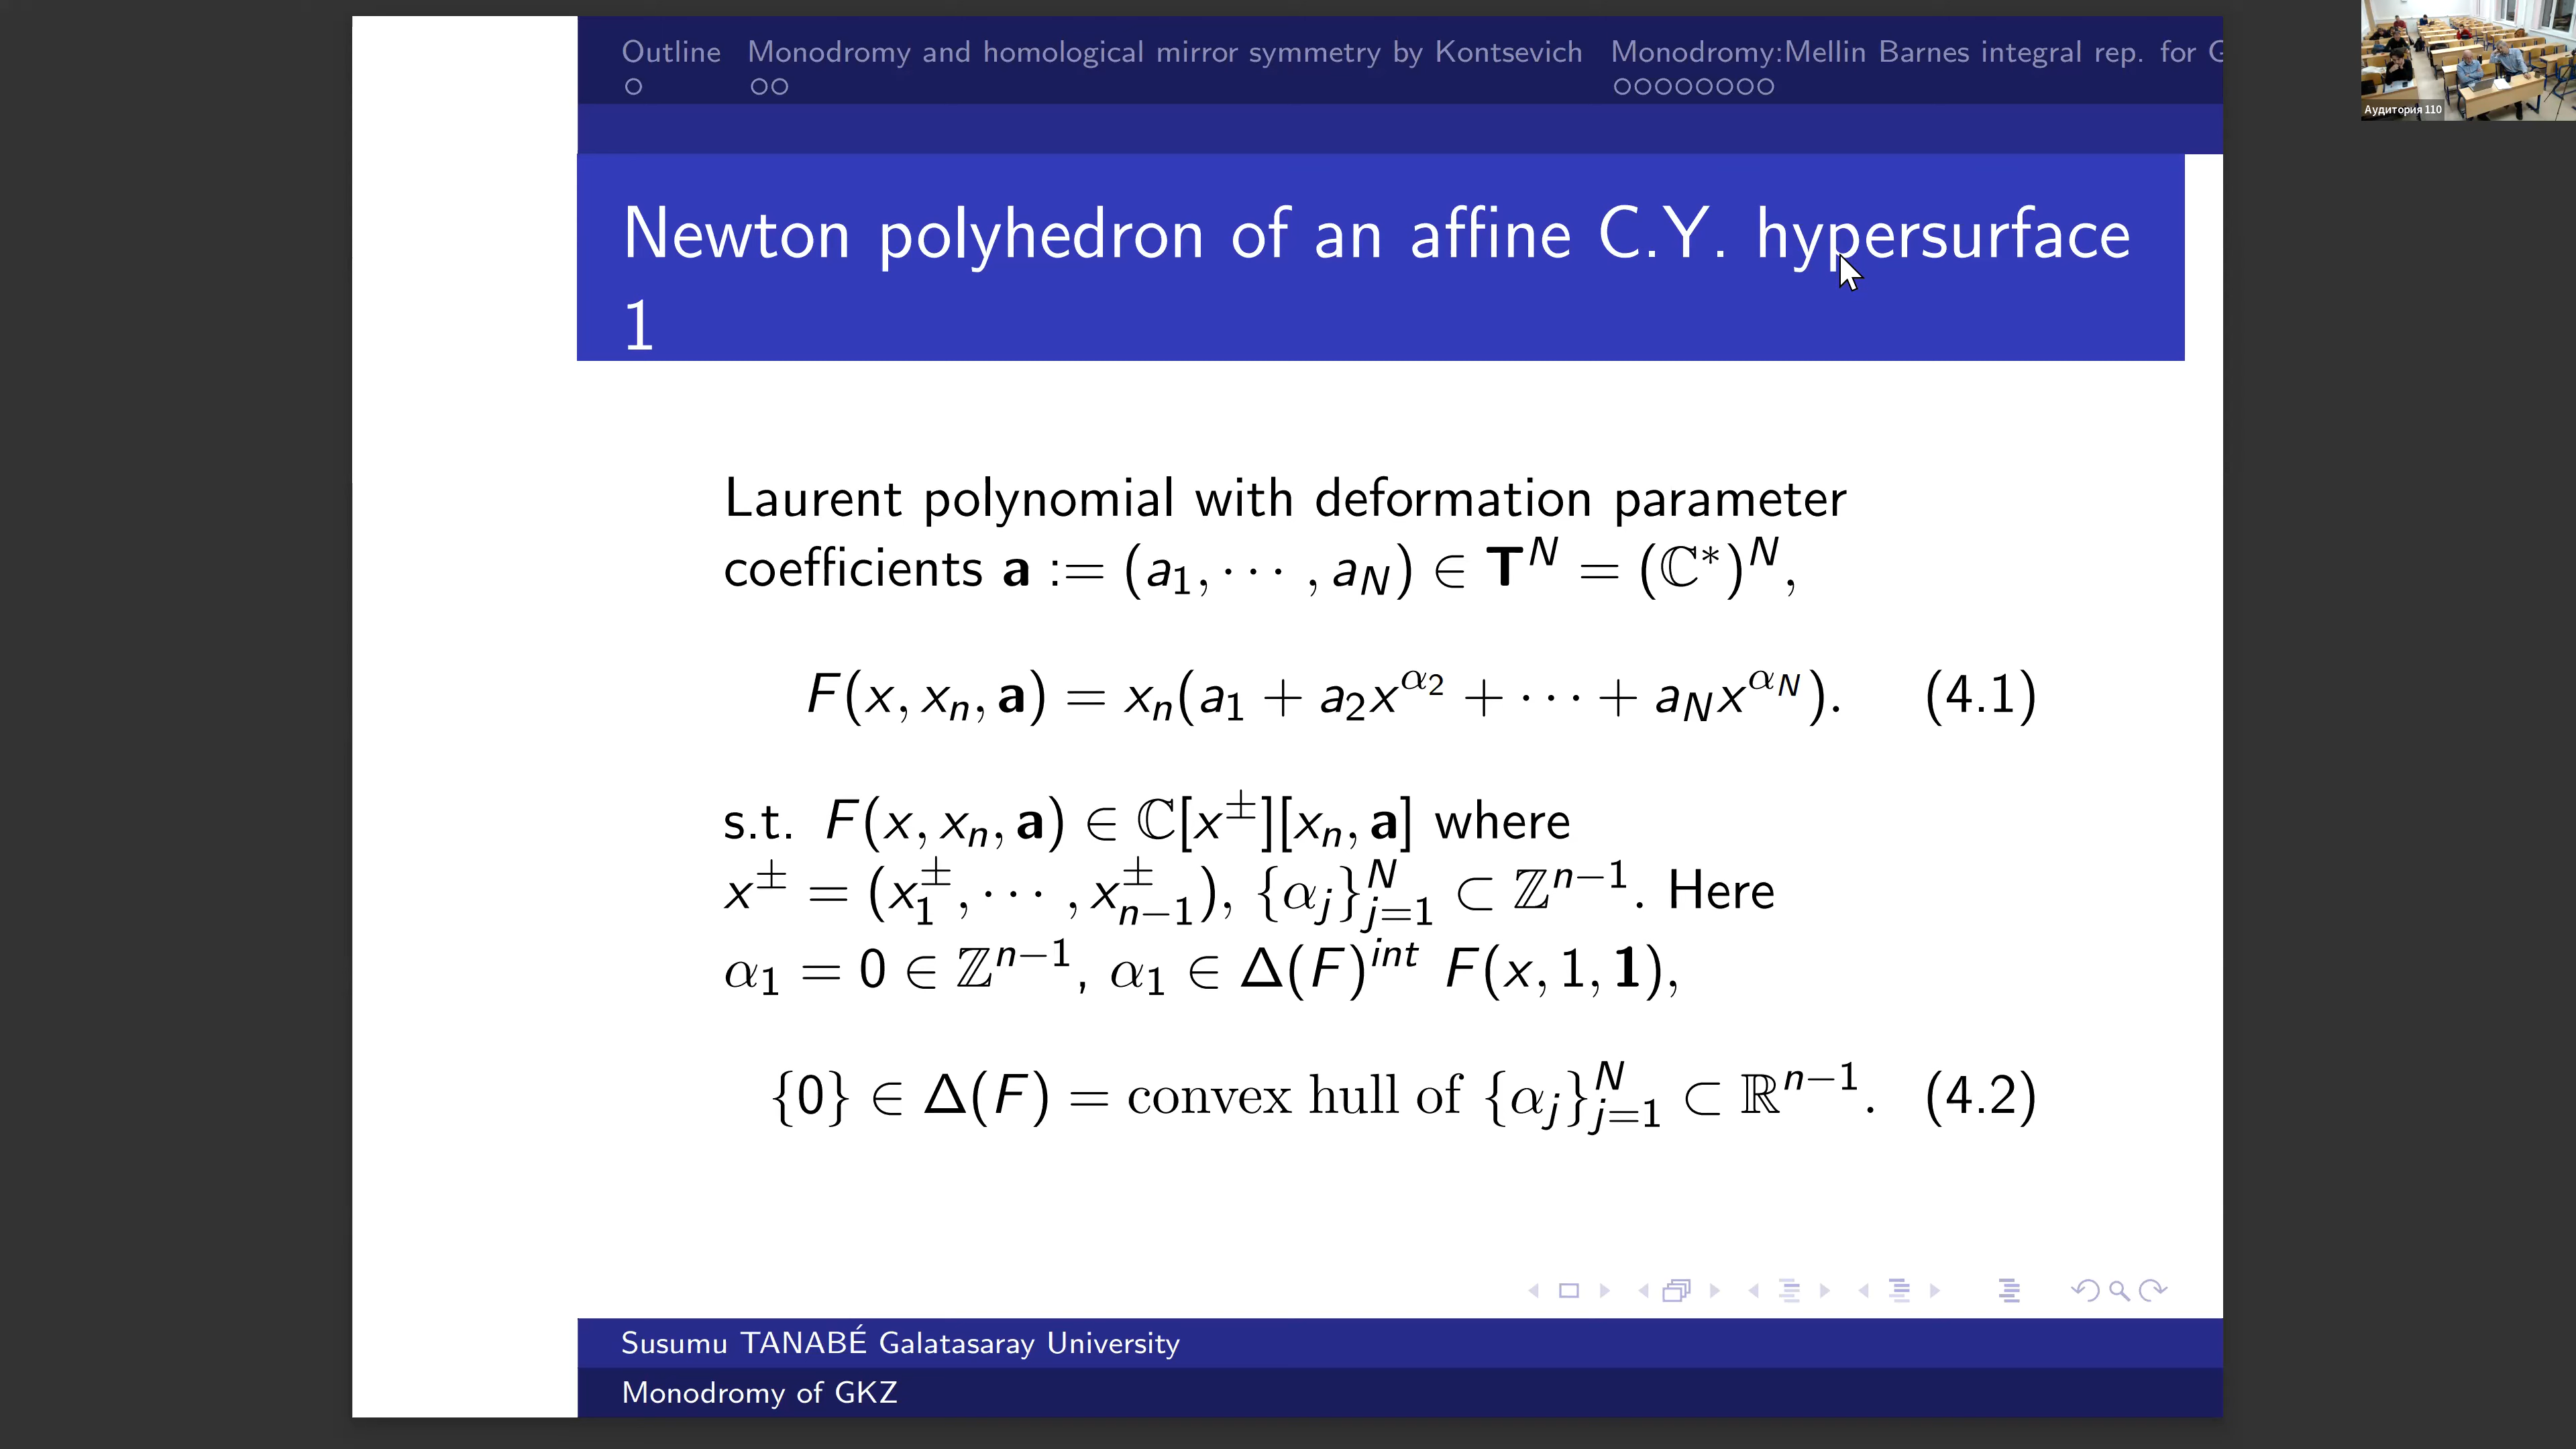 Outline Monodromy and homological mirror symmetry by Kontsevich Monodromy:Mellin Barnes integral rep. for G
Аудитория 110
Newton polyhedron of an affine C.Y. hypersurface
1
Laurent polynomial with deformation parameter
coefficients **a** := (a₁, ⋯ , a_N) ∈ **T**^N = (ℂ*)^N,
F(x, x_n, **a**) = x_n(a₁ + a₂x^{α₂} + ⋯ + a_N x^{α_N}). (4.1)
s.t. F(x, x_n, **a**) ∈ ℂ[x^±][x_n, **a**] where
x^± = (x₁^±, ⋯ , x_{n−1}^±), {α_j}_{j=1}^N ⊂ ℤ^{n−1}. Here
α₁ = 0 ∈ ℤ^{n−1}, α₁ ∈ Δ(F)^{int} F(x, 1, **1**),
{0} ∈ Δ(F) = convex hull of {α_j}_{j=1}^N ⊂ ℝ^{n−1}. (4.2)
Susumu TANABÉ Galatasaray University
Monodromy of GKZ